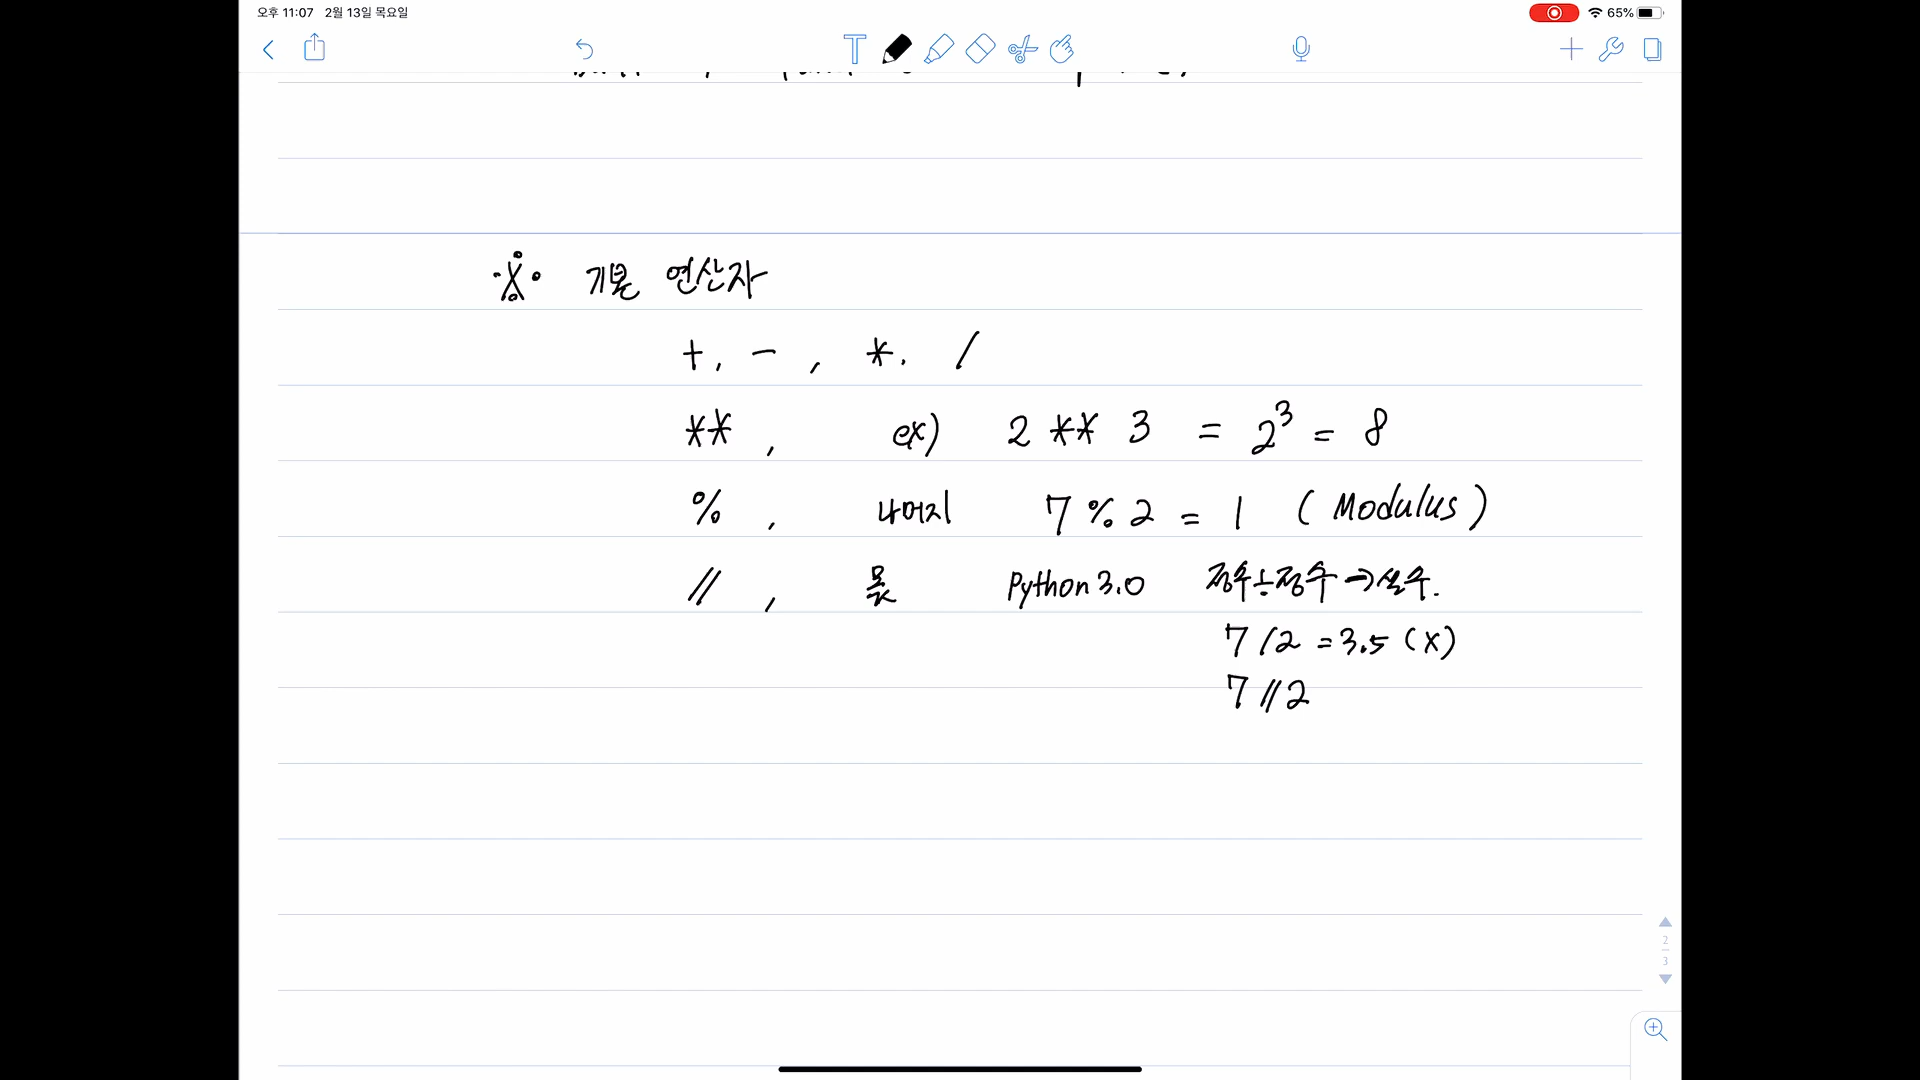 오후 11:07 2월 13일 목요일
65%
T
※ 기본 연산자
+, -, *. /
**, ex) 2 ** 3 = 2³ = 8
%, 나머지 7 % 2 = 1 (Modulus)
//, 몫 Python 3.0 정수÷정수→실수.
7 / 2 = 3.5 (X)
7 // 2
2
3